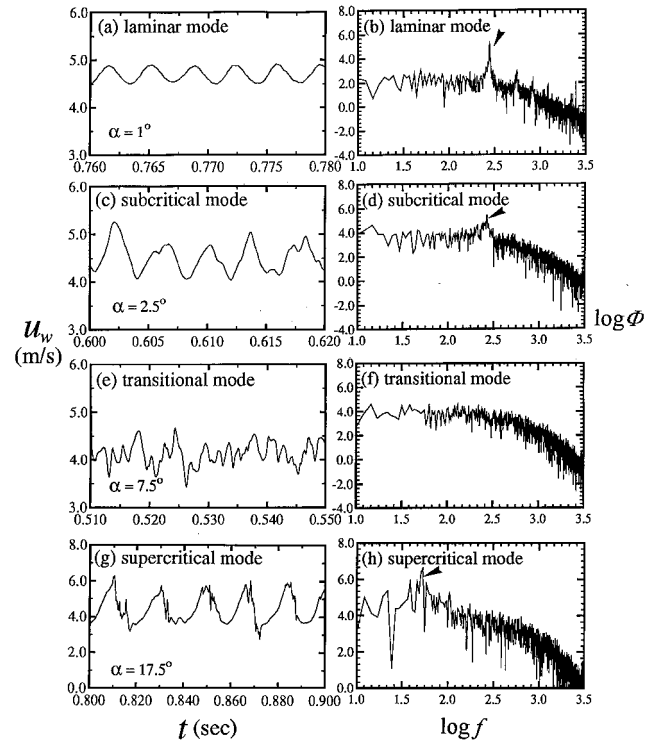 (a) laminar mode
(b) laminar mode
6.0
5.0
4.0
3.0
α = 1°
0.760 0.765 0.770 0.775 0.780
8.0
6.0
4.0
2.0
0.0
-2.0
-4.0
1.0 1.5 2.0 2.5 3.0 3.5
(c) subcritical mode
(d) subcritical mode
6.0
5.0
4.0
3.0
α = 2.5°
0.600 0.605 0.610 0.615 0.620
8.0
6.0
4.0
2.0
0.0
-2.0
-4.0
1.0 1.5 2.0 2.5 3.0 3.5
u_w
(m/s)
log Φ
(e) transitional mode
(f) transitional mode
6.0
5.0
4.0
3.0
α = 7.5°
0.510 0.520 0.530 0.540 0.550
8.0
6.0
4.0
2.0
0.0
-2.0
-4.0
1.0 1.5 2.0 2.5 3.0 3.5
(g) supercritical mode
(h) supercritical mode
8.0
6.0
4.0
2.0
0.0
α = 17.5°
0.800 0.820 0.840 0.860 0.880 0.900
8.0
6.0
4.0
2.0
0.0
1.0 1.5 2.0 2.5 3.0 3.5
t (sec)
log f